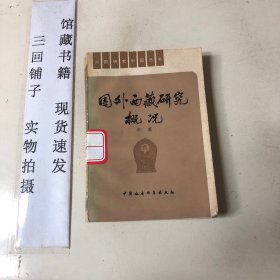 馆藏书籍 现货速发
三回铺子 实物拍摄
国外西藏研究
概况
中国社会科学出版社